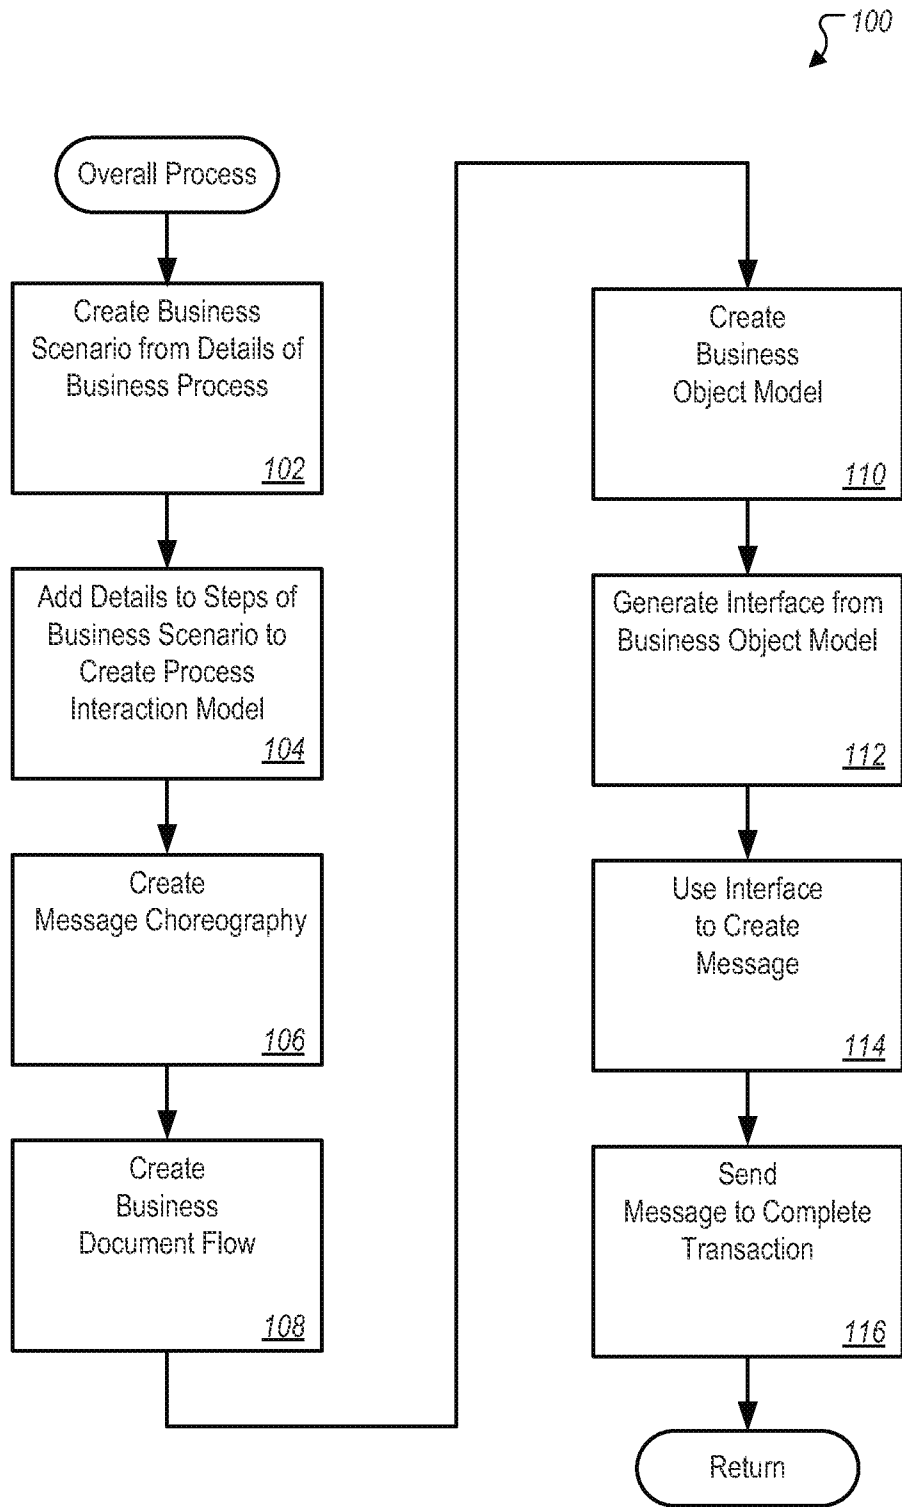 100
Overall Process
Create Business
Scenario from Details of
Business Process
102
Add Details to Steps of
Business Scenario to
Create Process
Interaction Model
104
Create
Message Choreography
106
Create
Business
Document Flow
108
Create
Business
Object Model
110
Generate Interface from
Business Object Model
112
Use Interface
to Create
Message
114
Send
Message to Complete
Transaction
116
Return